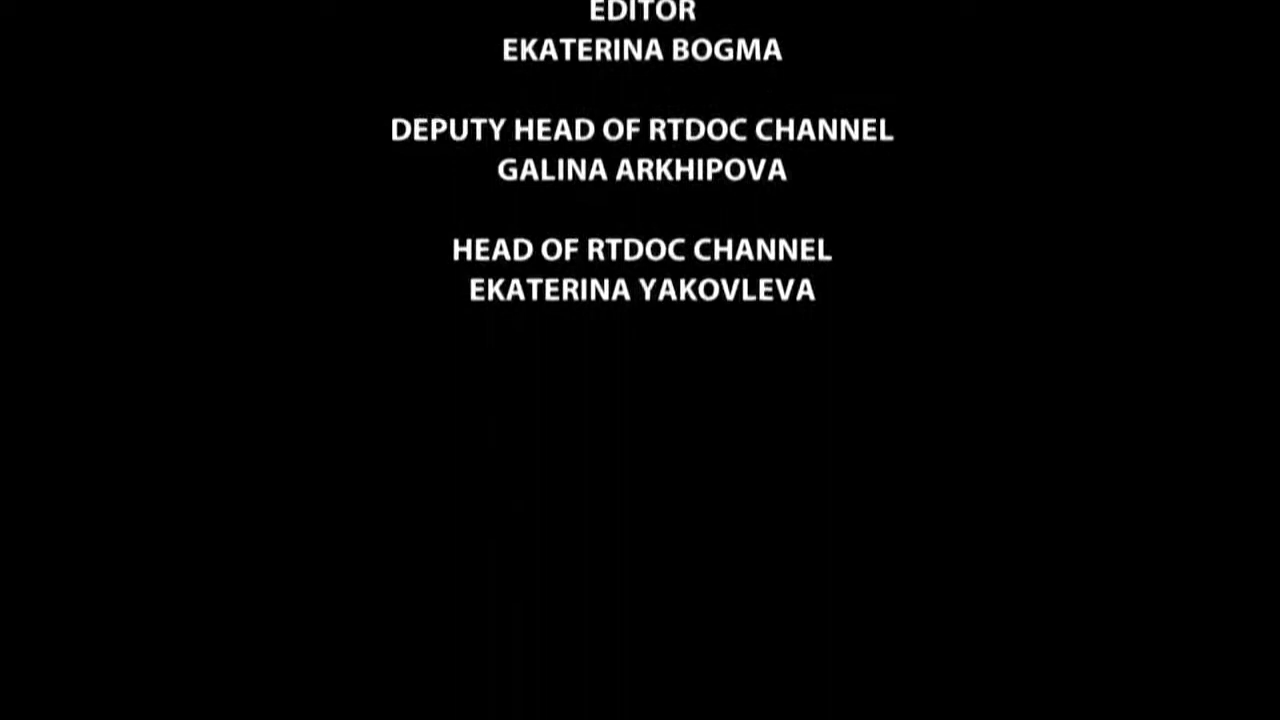 EDITOR
EKATERINA BOGMA
DEPUTY HEAD OF RTDOC CHANNEL
GALINA ARKHIPOVA
HEAD OF RTDOC CHANNEL
EKATERINA YAKOVLEVA